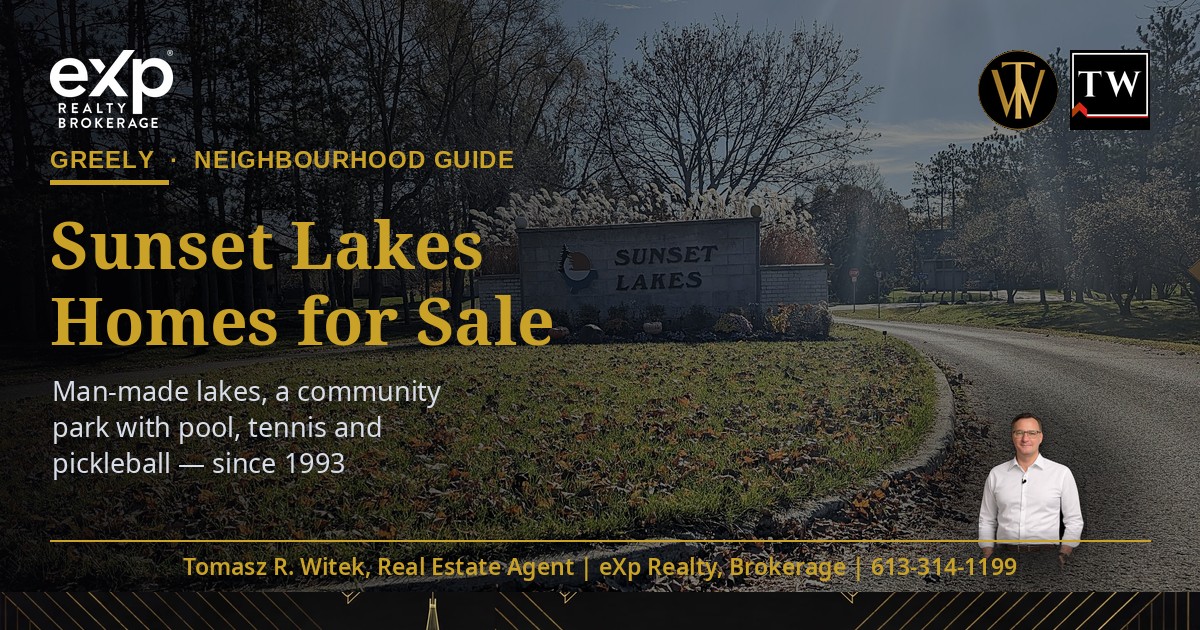 eXp®
REALTY
BROKERAGE
TW
TW
GREELY · NEIGHBOURHOOD GUIDE
Sunset Lakes
Homes for Sale
SUNSET
LAKES
Man-made lakes, a community
park with pool, tennis and
pickleball — since 1993
Tomasz R. Witek, Real Estate Agent | eXp Realty, Brokerage | 613-314-1199